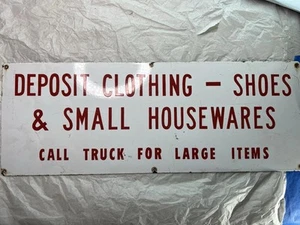 DEPOSIT CLOTHING – SHOES
& SMALL HOUSEWARES
CALL TRUCK FOR LARGE ITEMS